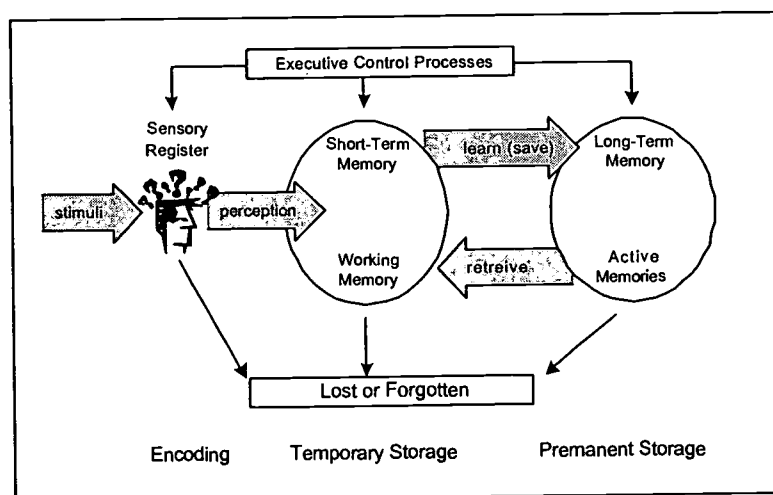 Executive Control Processes
Sensory
Register
Short-Term
Memory
learn (save)
Long-Term
Memory
stimuli
perception
Working
Memory
retreive
Active
Memories
Lost or Forgotten
Encoding
Temporary Storage
Premanent Storage